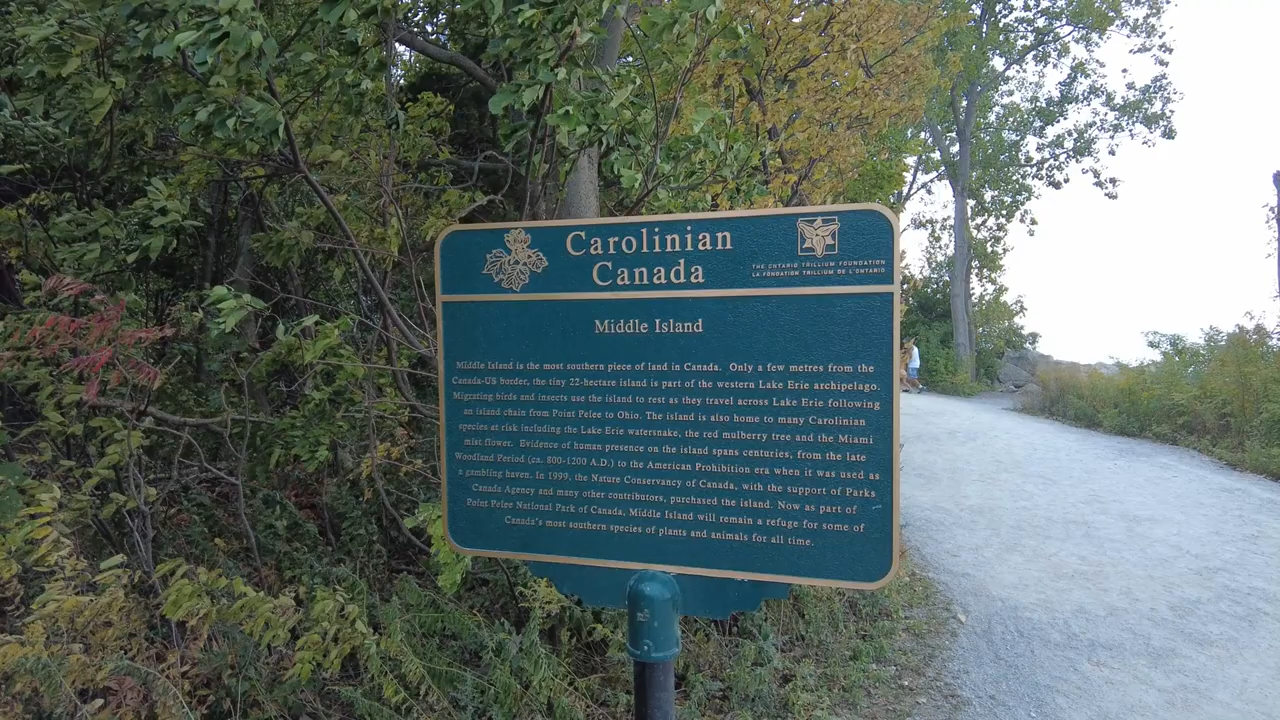 Carolinian
Canada
THE ONTARIO TRILLIUM FOUNDATION
LA FONDATION TRILLIUM DE L'ONTARIO
Middle Island
Middle Island is the most southern piece of land in Canada. Only a few metres from the
Canada-US border, the tiny 22-hectare island is part of the western Lake Erie archipelago.
Migrating birds and insects use the island to rest as they travel across Lake Erie following
an island chain from Point Pelee to Ohio. The island is also home to many Carolinian
species at risk including the Lake Erie watersnake, the red mulberry tree and the Miami
mist flower. Evidence of human presence on the island spans centuries, from the late
Woodland Period (ca. 800-1200 A.D.) to the American Prohibition era when it was used as
a gambling haven. In 1999, the Nature Conservancy of Canada, with the support of Parks
Canada Agency and many other contributors, purchased the island. Now as part of
Point Pelee National Park of Canada, Middle Island will remain a refuge for some of
Canada's most southern species of plants and animals for all time.